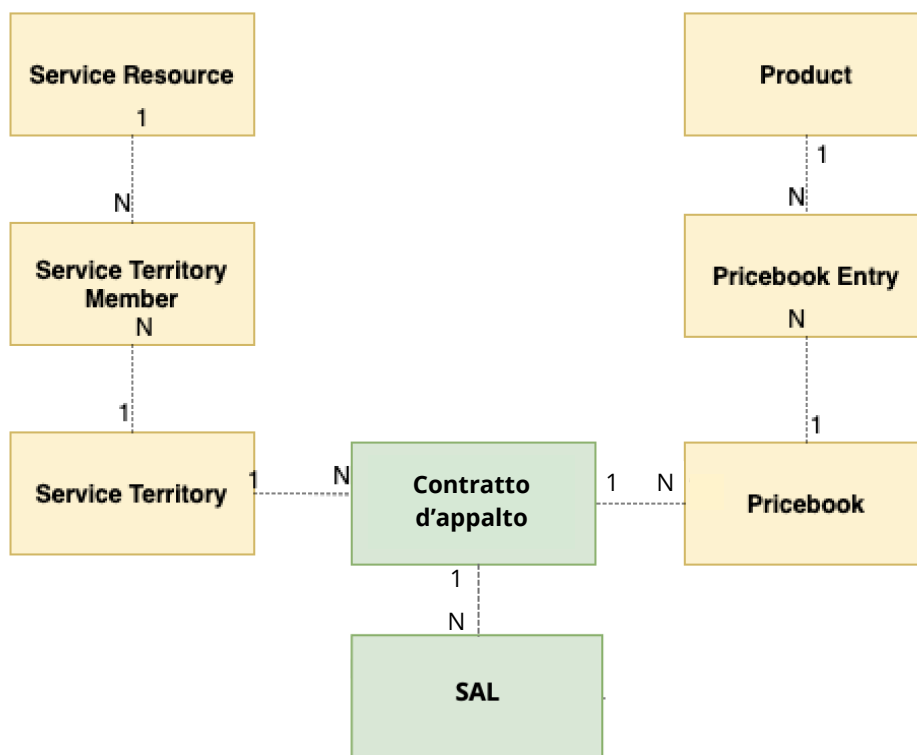 Service Resource
1
Product
1
N
N
Service Territory
Member
N
Pricebook Entry
N
1
1
Service Territory
1
N
Contratto
d'appalto
1
N
Pricebook
1
N
SAL